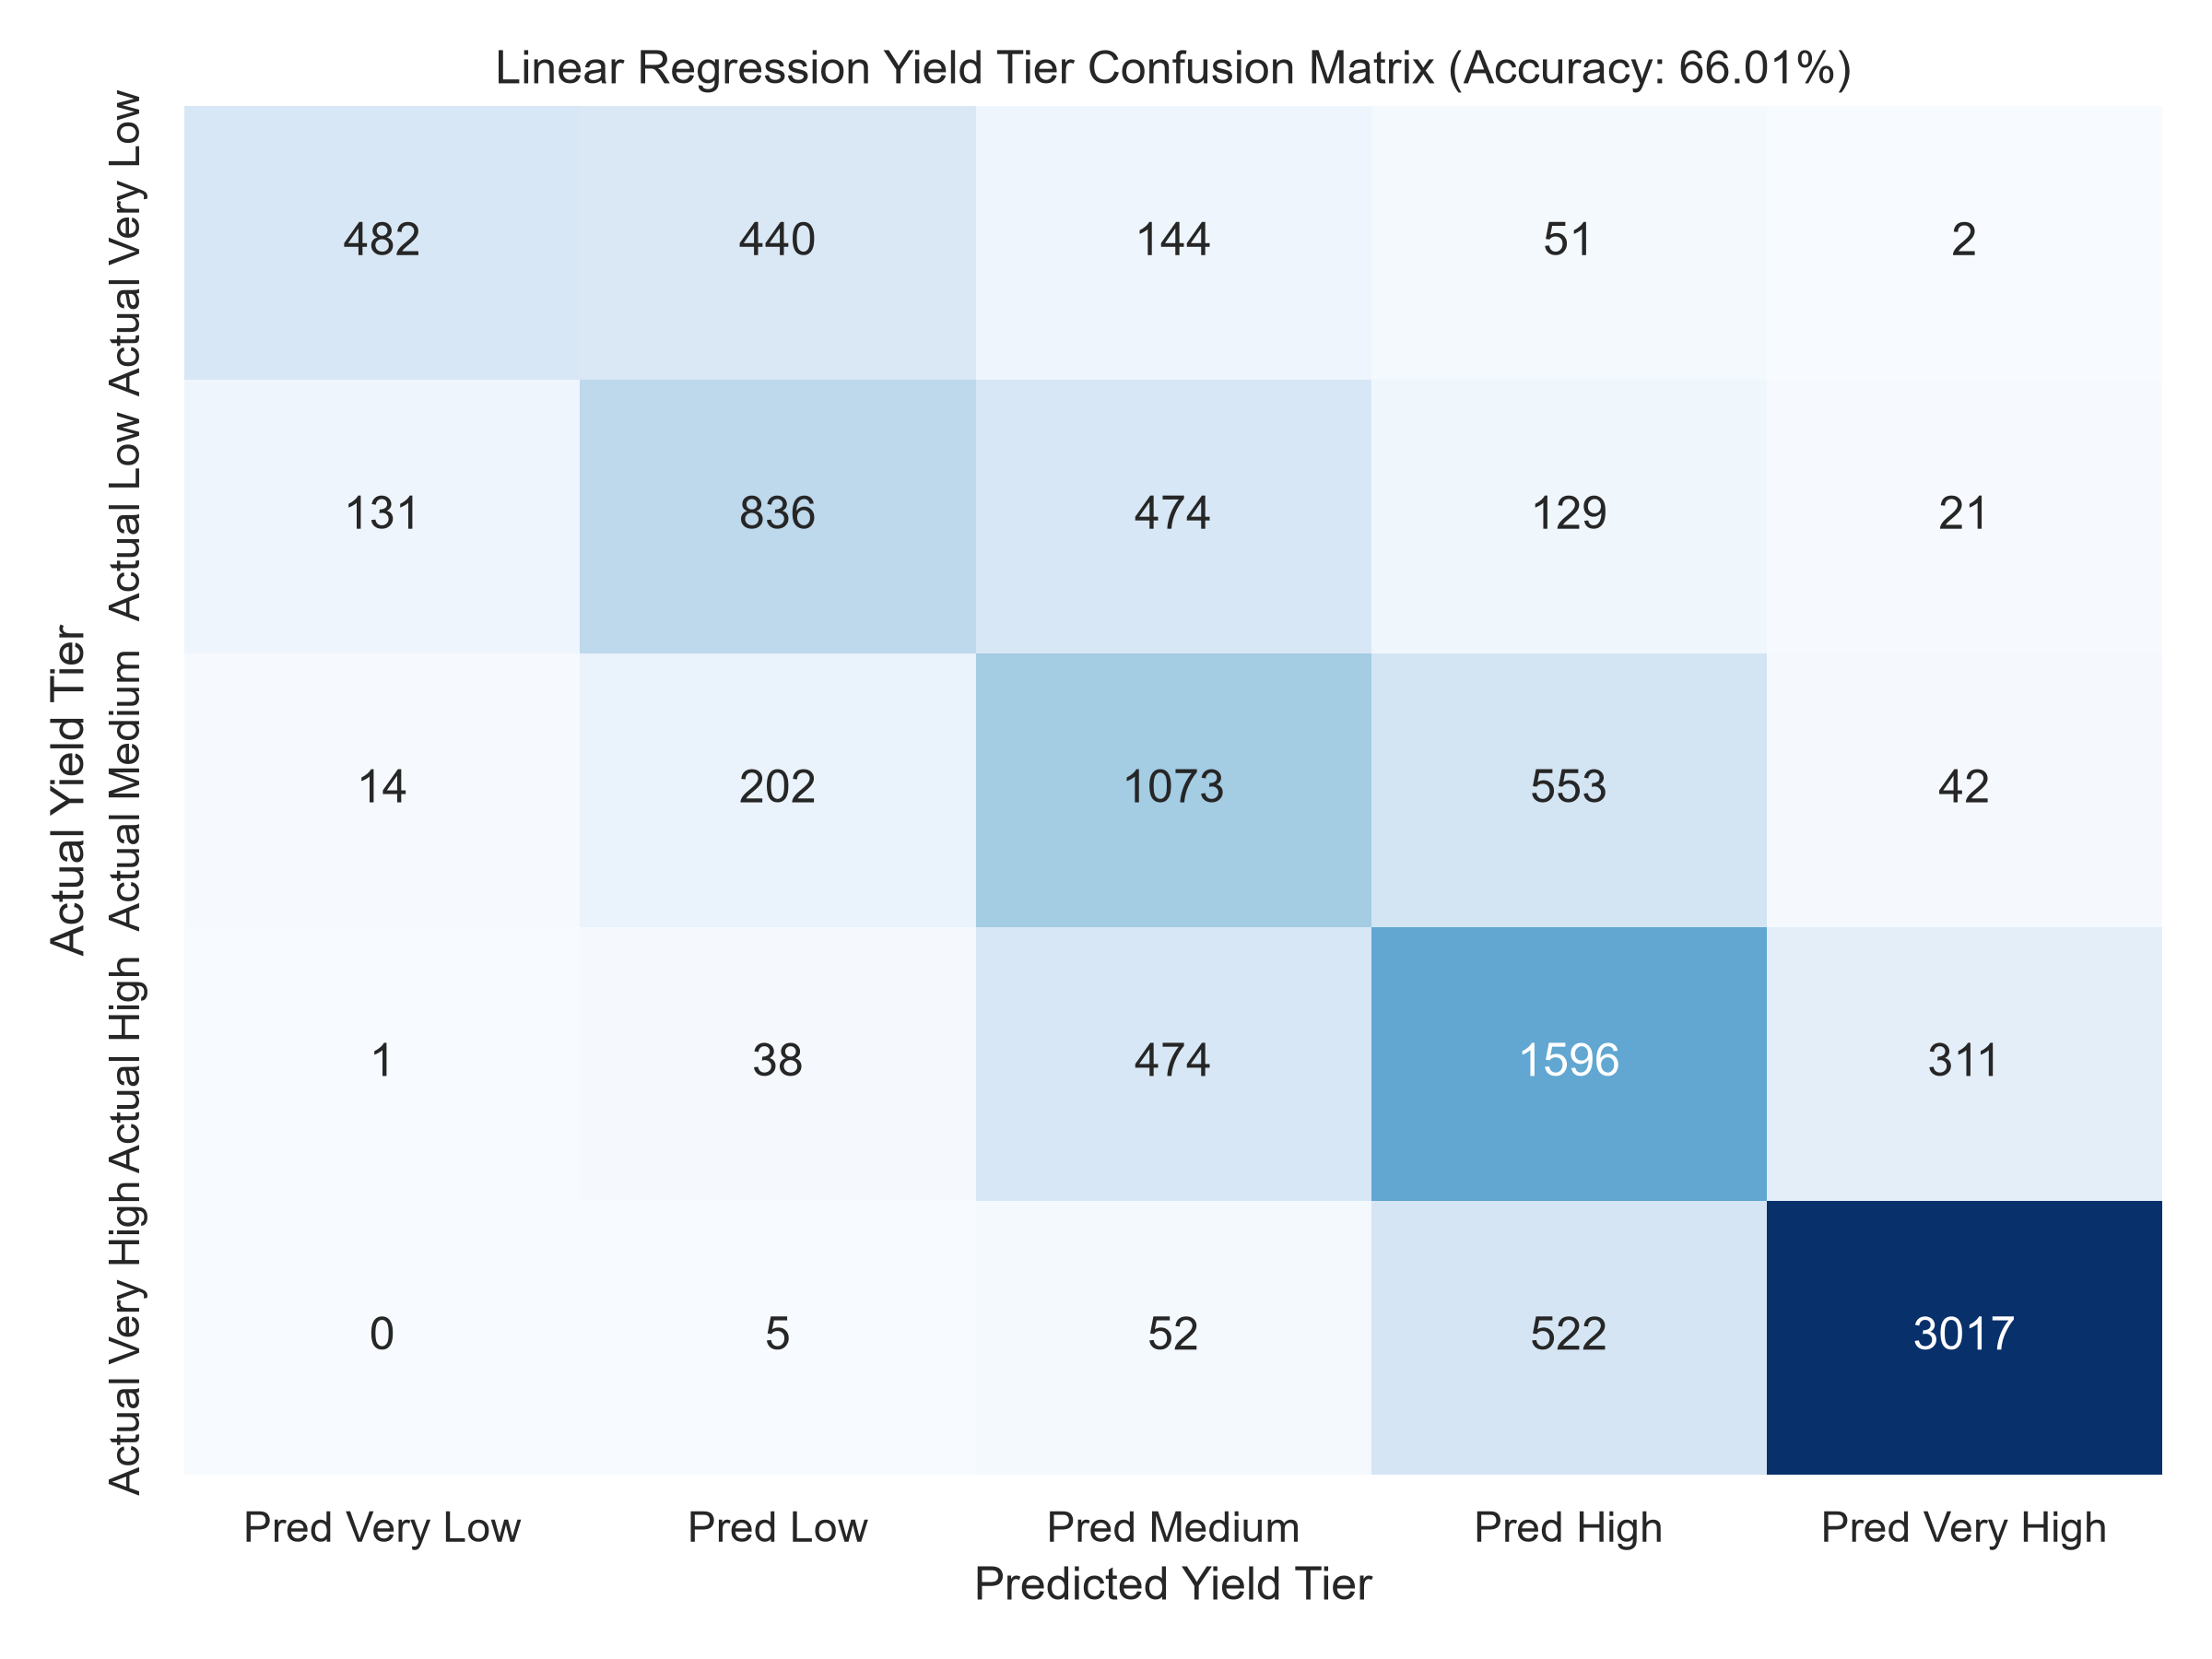 Linear Regression Yield Tier Confusion Matrix (Accuracy: 66.01%)
Actual Yield Tier
Actual Very Low 482 440 144 51 2
Actual Low 131 836 474 129 21
Actual Medium 14 202 1073 553 42
Actual High 1 38 474 1596 311
Actual Very High 0 5 52 522 3017
Pred Very Low Pred Low Pred Medium Pred High Pred Very High
Predicted Yield Tier